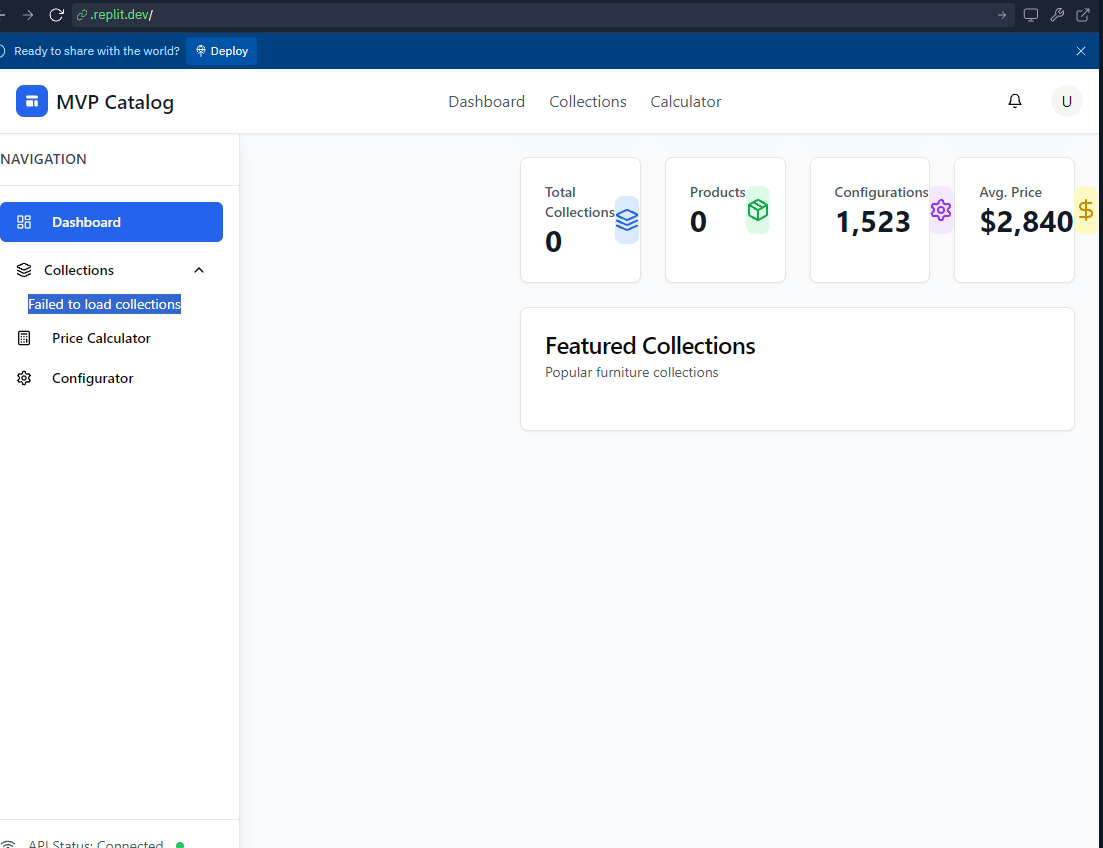 .replit.dev/
Ready to share with the world? Deploy
MVP Catalog
Dashboard Collections Calculator
U
NAVIGATION
Dashboard
Collections
Failed to load collections
Price Calculator
Configurator
Total
Collections
0
Products
0
Configurations
1,523
Avg. Price
$2,840
Featured Collections
Popular furniture collections
API Status: Connected